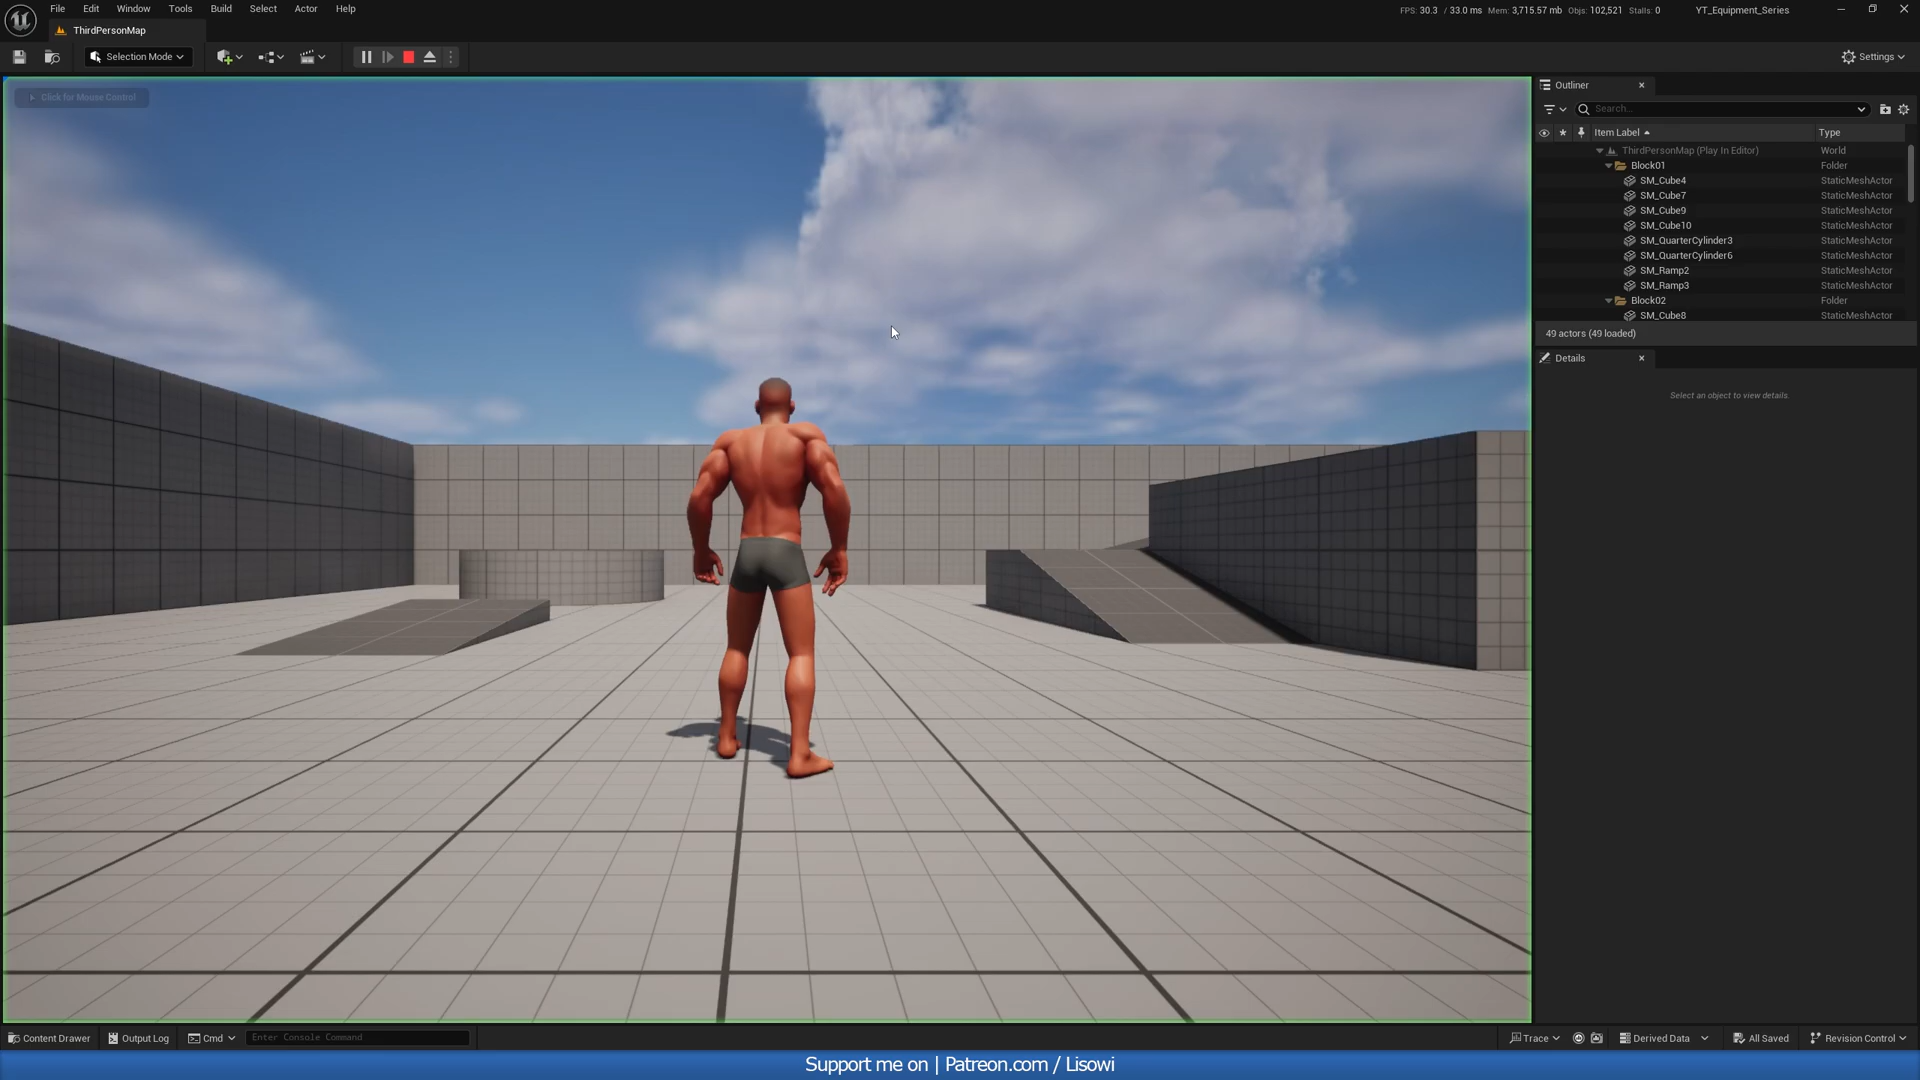 File Edit Window Tools Build Select Actor Help
FPS: 30.3 / 33.0 ms Mem: 3,715.57 mb Objs: 102,521 Stalls: 0
YT_Equipment_Series
ThirdPersonMap
Selection Mode
Settings
Click for Mouse Control
Outliner
Search...
Item Label Type
ThirdPersonMap (Play In Editor) World
Block01 Folder
SM_Cube4 StaticMeshActor
SM_Cube7 StaticMeshActor
SM_Cube9 StaticMeshActor
SM_Cube10 StaticMeshActor
SM_QuarterCylinder3 StaticMeshActor
SM_QuarterCylinder6 StaticMeshActor
SM_Ramp2 StaticMeshActor
SM_Ramp3 StaticMeshActor
Block02 Folder
SM_Cube8 StaticMeshActor
49 actors (49 loaded)
Details
Select an object to view details.
Content Drawer Output Log Cmd Enter Console Command
Trace Derived Data All Saved Revision Control
Support me on | Patreon.com / Lisowi